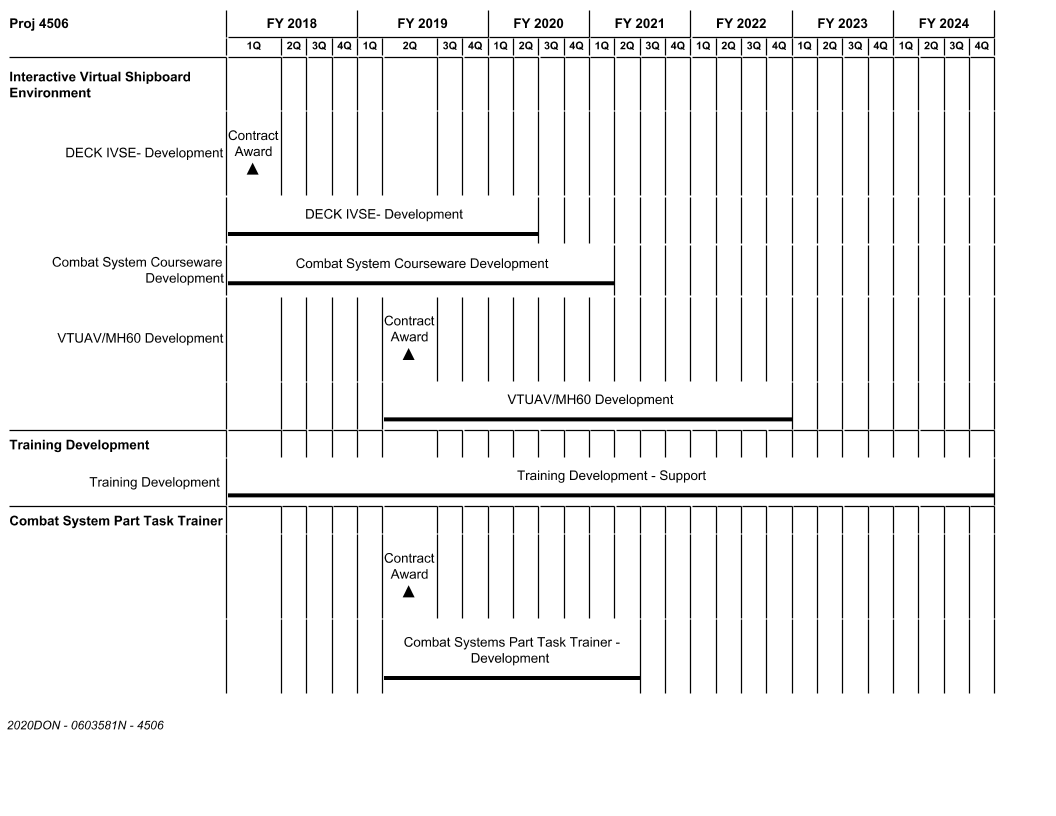 Proj 4506 FY 2018 FY 2019 FY 2020 FY 2021 FY 2022 FY 2023 FY 2024
1Q 2Q 3Q 4Q 1Q 2Q 3Q 4Q 1Q 2Q 3Q 4Q 1Q 2Q 3Q 4Q 1Q 2Q 3Q 4Q 1Q 2Q 3Q 4Q 1Q 2Q 3Q 4Q
Interactive Virtual Shipboard
Environment
Contract
Award
DECK IVSE- Development
DECK IVSE- Development
Combat System Courseware
Development
Combat System Courseware Development
Contract
Award
VTUAV/MH60 Development
VTUAV/MH60 Development
Training Development
Training Development
Training Development - Support
Combat System Part Task Trainer
Contract
Award
Combat Systems Part Task Trainer -
Development
2020DON - 0603581N - 4506